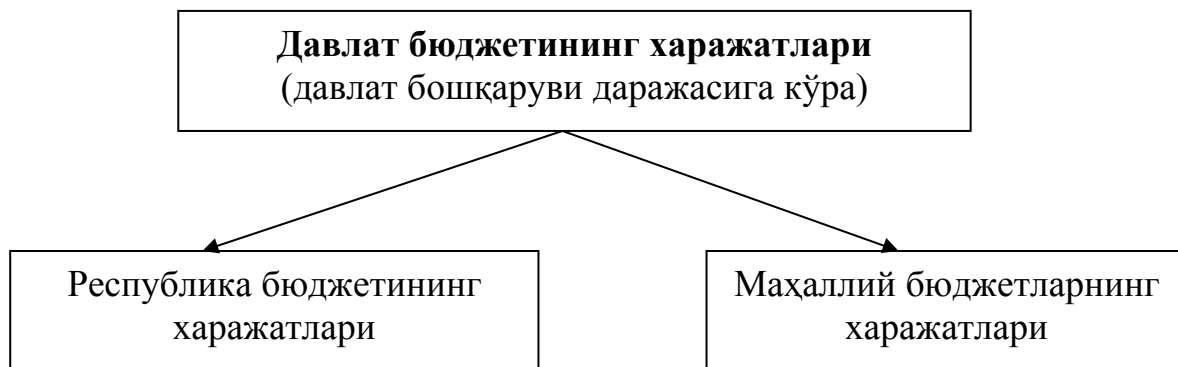 Давлат бюджетининг харажатлари
(давлат бошқаруви даражасига кўра)
Республика бюджетининг
харажатлари
Маҳаллий бюджетларнинг
харажатлари